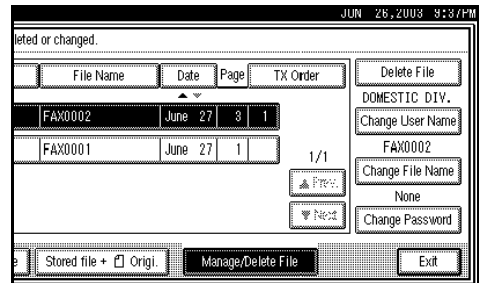 JUN 26,2003 9:37PM
leted or changed.
File Name Date Page TX Order Delete File
DOMESTIC DIV.
FAX0002 June 27 3 1 Change User Name
FAX0001 June 27 1 FAX0002
1/1 Change File Name
▲ Prev. None
▼ Next Change Password
e Stored file + Origi. Manage/Delete File Exit